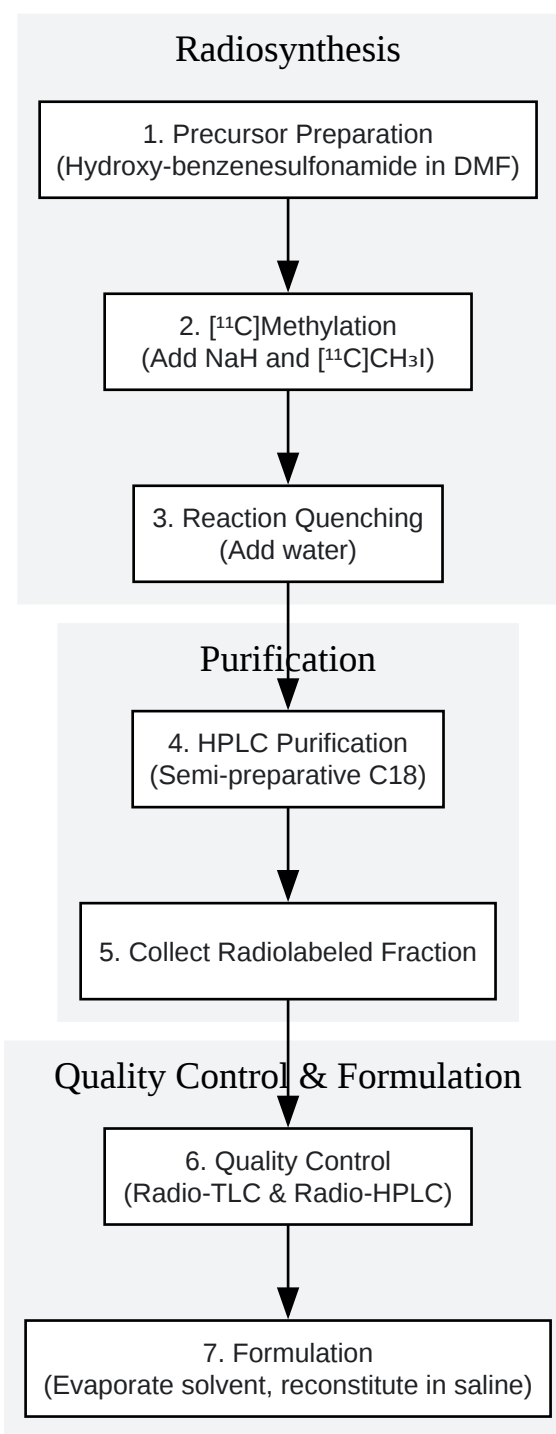 Radiosynthesis
1. Precursor Preparation
(Hydroxy-benzenesulfonamide in DMF)
2. [¹¹C]Methylation
(Add NaH and [¹¹C]CH₃I)
3. Reaction Quenching
(Add water)
Purification
4. HPLC Purification
(Semi-preparative C18)
5. Collect Radiolabeled Fraction
Quality Control & Formulation
6. Quality Control
(Radio-TLC & Radio-HPLC)
7. Formulation
(Evaporate solvent, reconstitute in saline)